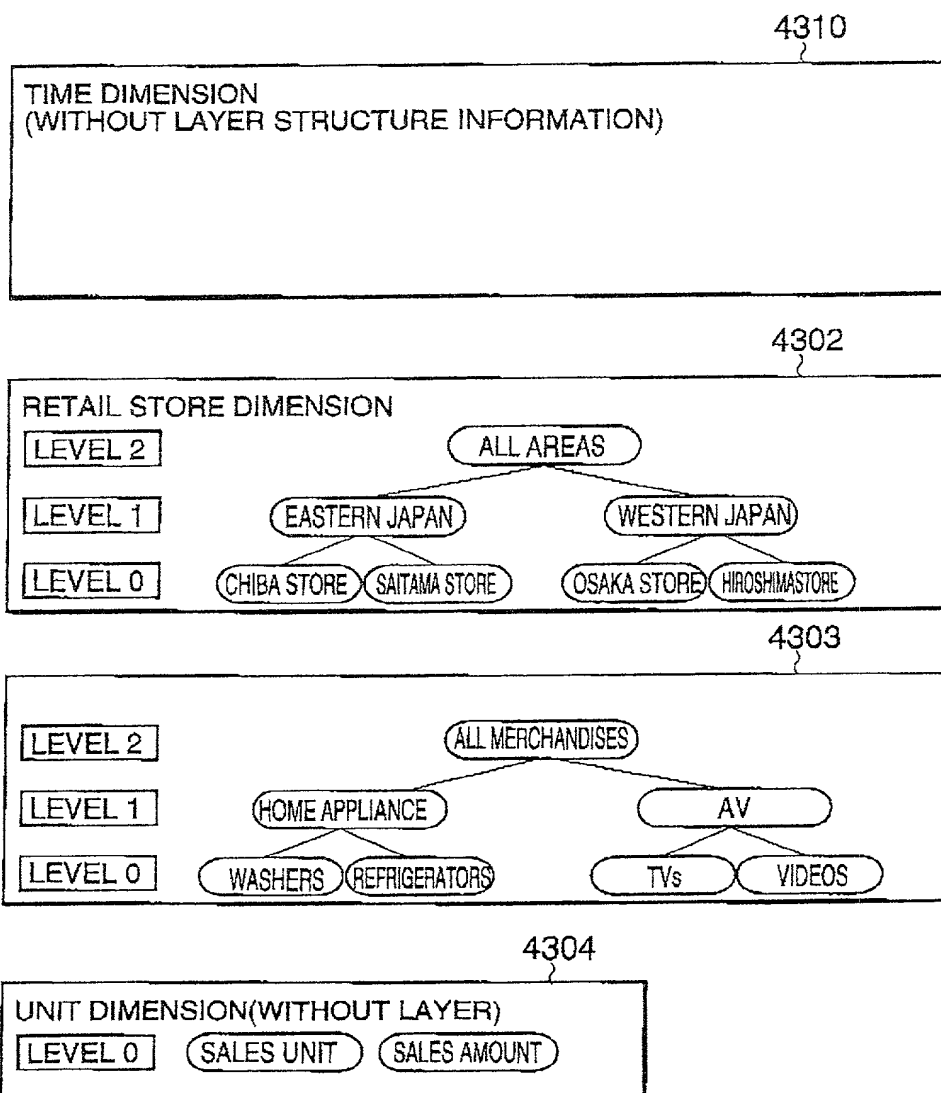 4310
TIME DIMENSION
(WITHOUT LAYER STRUCTURE INFORMATION)
4302
RETAIL STORE DIMENSION
LEVEL 2 ALL AREAS
LEVEL 1 EASTERN JAPAN WESTERN JAPAN
LEVEL 0 CHIBA STORE SAITAMA STORE OSAKA STORE HIROSHIMASTORE
4303
LEVEL 2 ALL MERCHANDISES
LEVEL 1 HOME APPLIANCE AV
LEVEL 0 WASHERS REFRIGERATORS TVs VIDEOS
4304
UNIT DIMENSION(WITHOUT LAYER)
LEVEL 0 SALES UNIT SALES AMOUNT